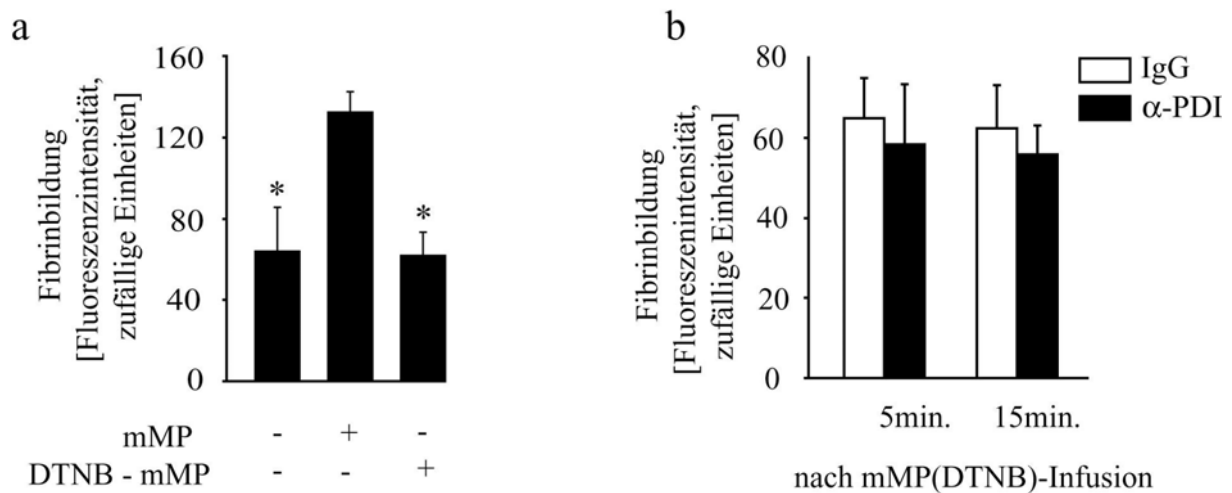 a
160
120
80
40
0
Fibrinbildung
[Fluoreszenzintensität,
zufällige Einheiten]
*
*
mMP - + -
DTNB - mMP - - +
b
80
60
40
20
0
Fibrinbildung
[Fluoreszenintensität,
zufällige Einheiten]
IgG
α-PDI
5min. 15min.
nach mMP(DTNB)-Infusion